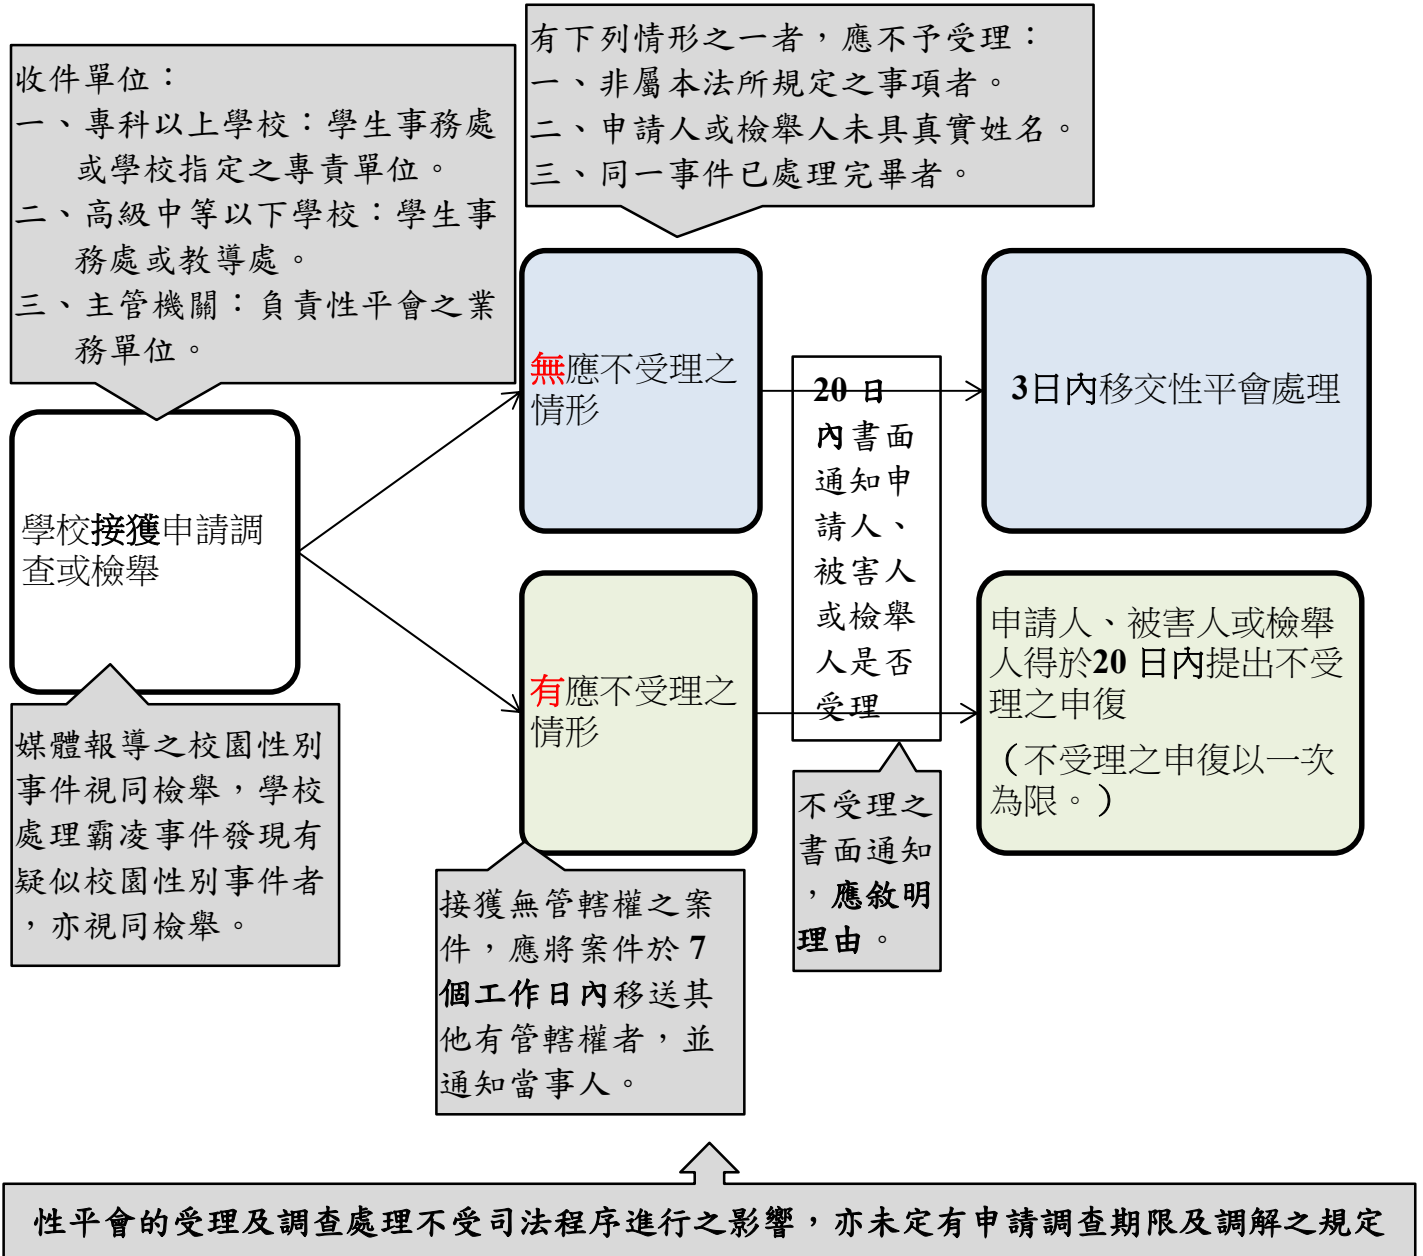 有下列情形之一者，應不予受理：
一、非屬本法所規定之事項者。
二、申請人或檢舉人未具真實姓名。
三、同一事件已處理完畢者。
收件單位：
一、專科以上學校：學生事務處
或學校指定之專責單位。
二、高級中等以下學校：學生事
務處或教導處。
三、主管機關：負責性平會之業
務單位。
學校接獲申請調
查或檢舉
媒體報導之校園性別
事件視同檢舉，學校
處理霸凌事件發現有
疑似校園性別事件者
，亦視同檢舉。
無應不受理之
情形
有應不受理之
情形
接獲無管轄權之案
件，應將案件於 7
個工作日內移送其
他有管轄權者，並
通知當事人。
20 日
內書面
通知申
請人、
被害人
或檢舉
人是否
受理
不受理之
書面通知
，應敘明
理由。
3日內移交性平會處理
申請人、被害人或檢舉
人得於20 日內提出不受
理之申復
（不受理之申復以一次
為限。）
性平會的受理及調查處理不受司法程序進行之影響，亦未定有申請調查期限及調解之規定